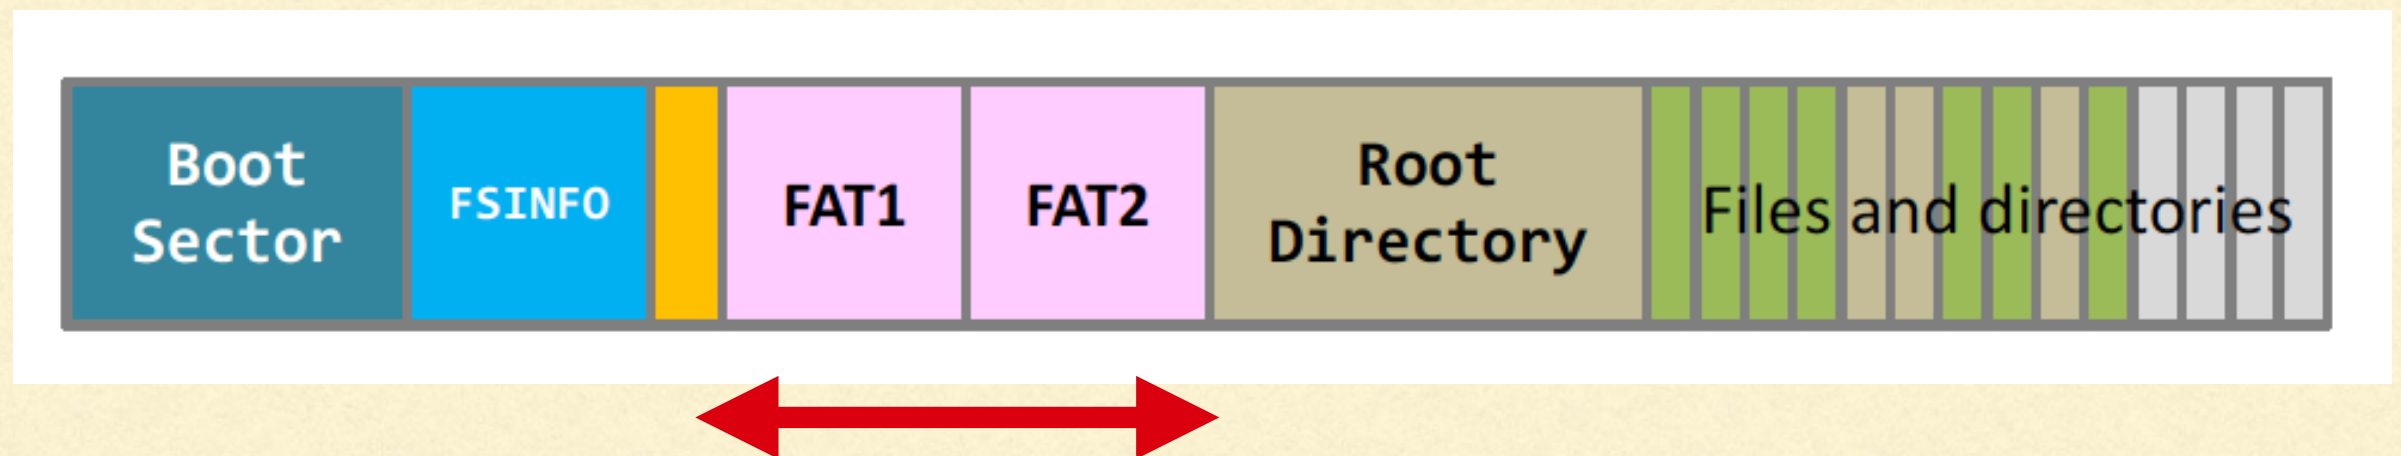 Boot
Sector
FSINFO
FAT1
FAT2
Root
Directory
Files and directories